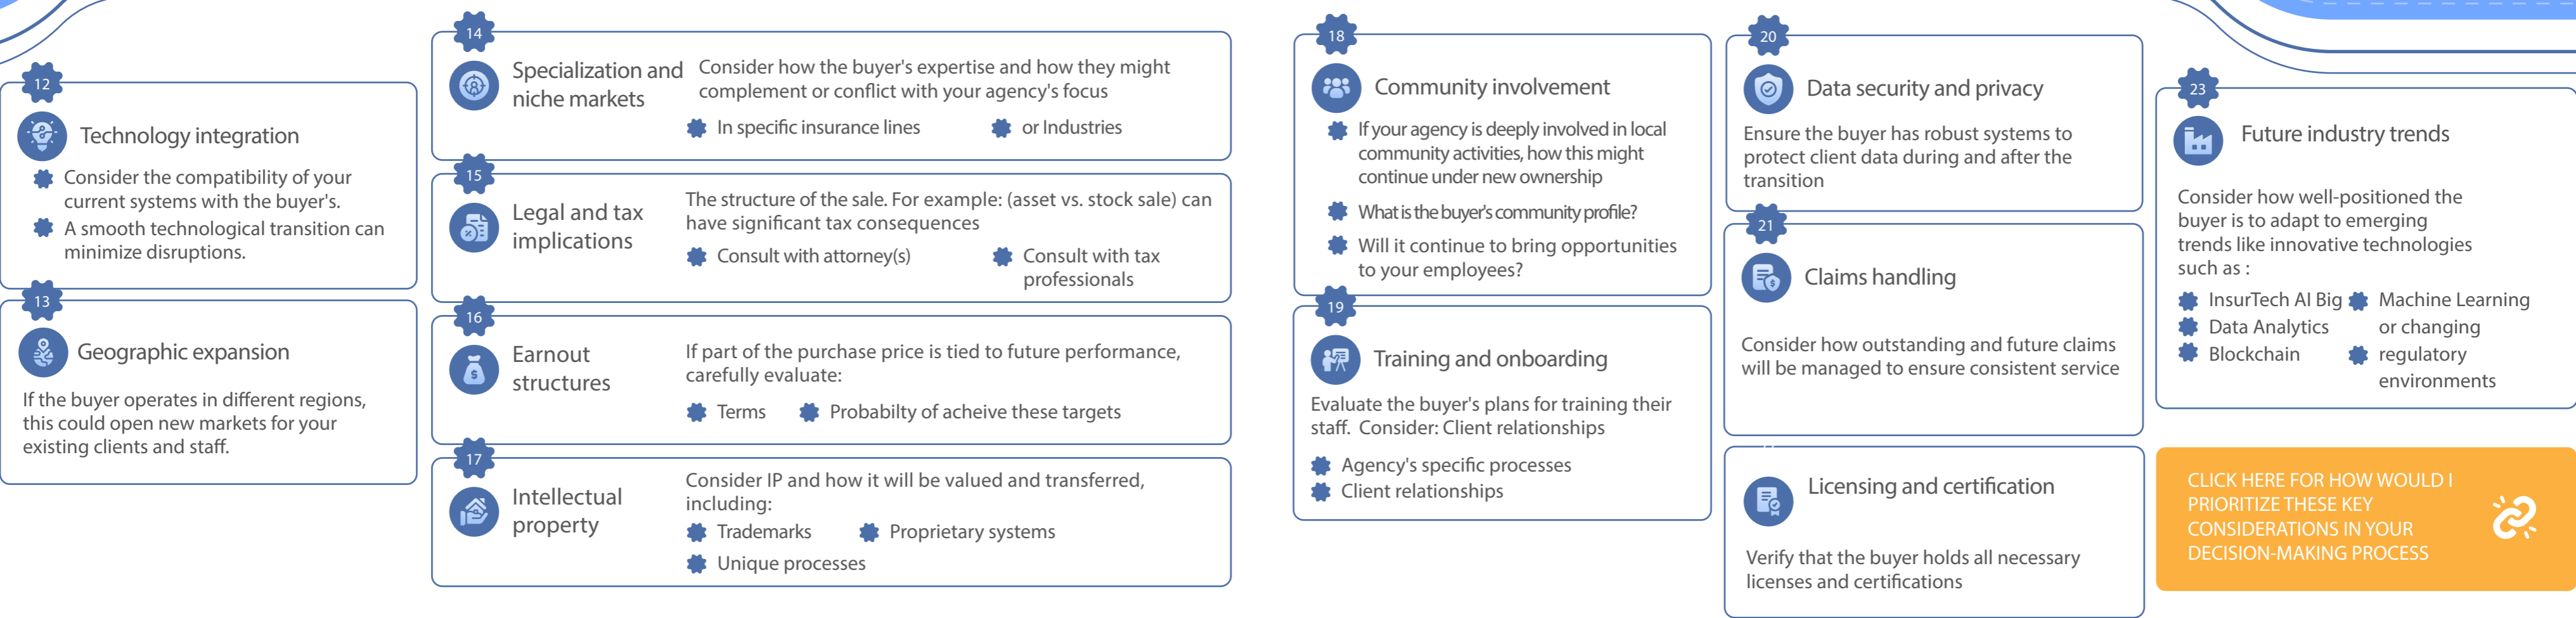 12
Technology integration
Consider the compatibility of your
current systems with the buyer's.
A smooth technological transition can
minimize disruptions.
13
Geographic expansion
If the buyer operates in different regions,
this could open new markets for your
existing clients and staff.
14
Specialization and
niche markets
Consider how the buyer's expertise and how they might
complement or conflict with your agency's focus
In specific insurance lines
or Industries
15
Legal and tax
implications
The structure of the sale. For example: (asset vs. stock sale) can
have significant tax consequences
Consult with attorney(s)
Consult with tax
professionals
16
Earnout
structures
If part of the purchase price is tied to future performance,
carefully evaluate:
Terms
Probabilty of acheive these targets
17
Intellectual
property
Consider IP and how it will be valued and transferred,
including:
Trademarks
Proprietary systems
Unique processes
18
Community involvement
If your agency is deeply involved in local
community activities, how this might
continue under new ownership
What is the buyer's community profile?
Will it continue to bring opportunities
to your employees?
19
Training and onboarding
Evaluate the buyer's plans for training their
staff. Consider: Client relationships
Agency's specific processes
Client relationships
20
Data security and privacy
Ensure the buyer has robust systems to
protect client data during and after the
transition
21
Claims handling
Consider how outstanding and future claims
will be managed to ensure consistent service
Licensing and certification
Verify that the buyer holds all necessary
licenses and certifications
23
Future industry trends
Consider how well-positioned the
buyer is to adapt to emerging
trends like innovative technologies
such as :
InsurTech AI Big
Data Analytics
Blockchain
Machine Learning
or changing
regulatory
environments
CLICK HERE FOR HOW WOULD I
PRIORITIZE THESE KEY
CONSIDERATIONS IN YOUR
DECISION-MAKING PROCESS